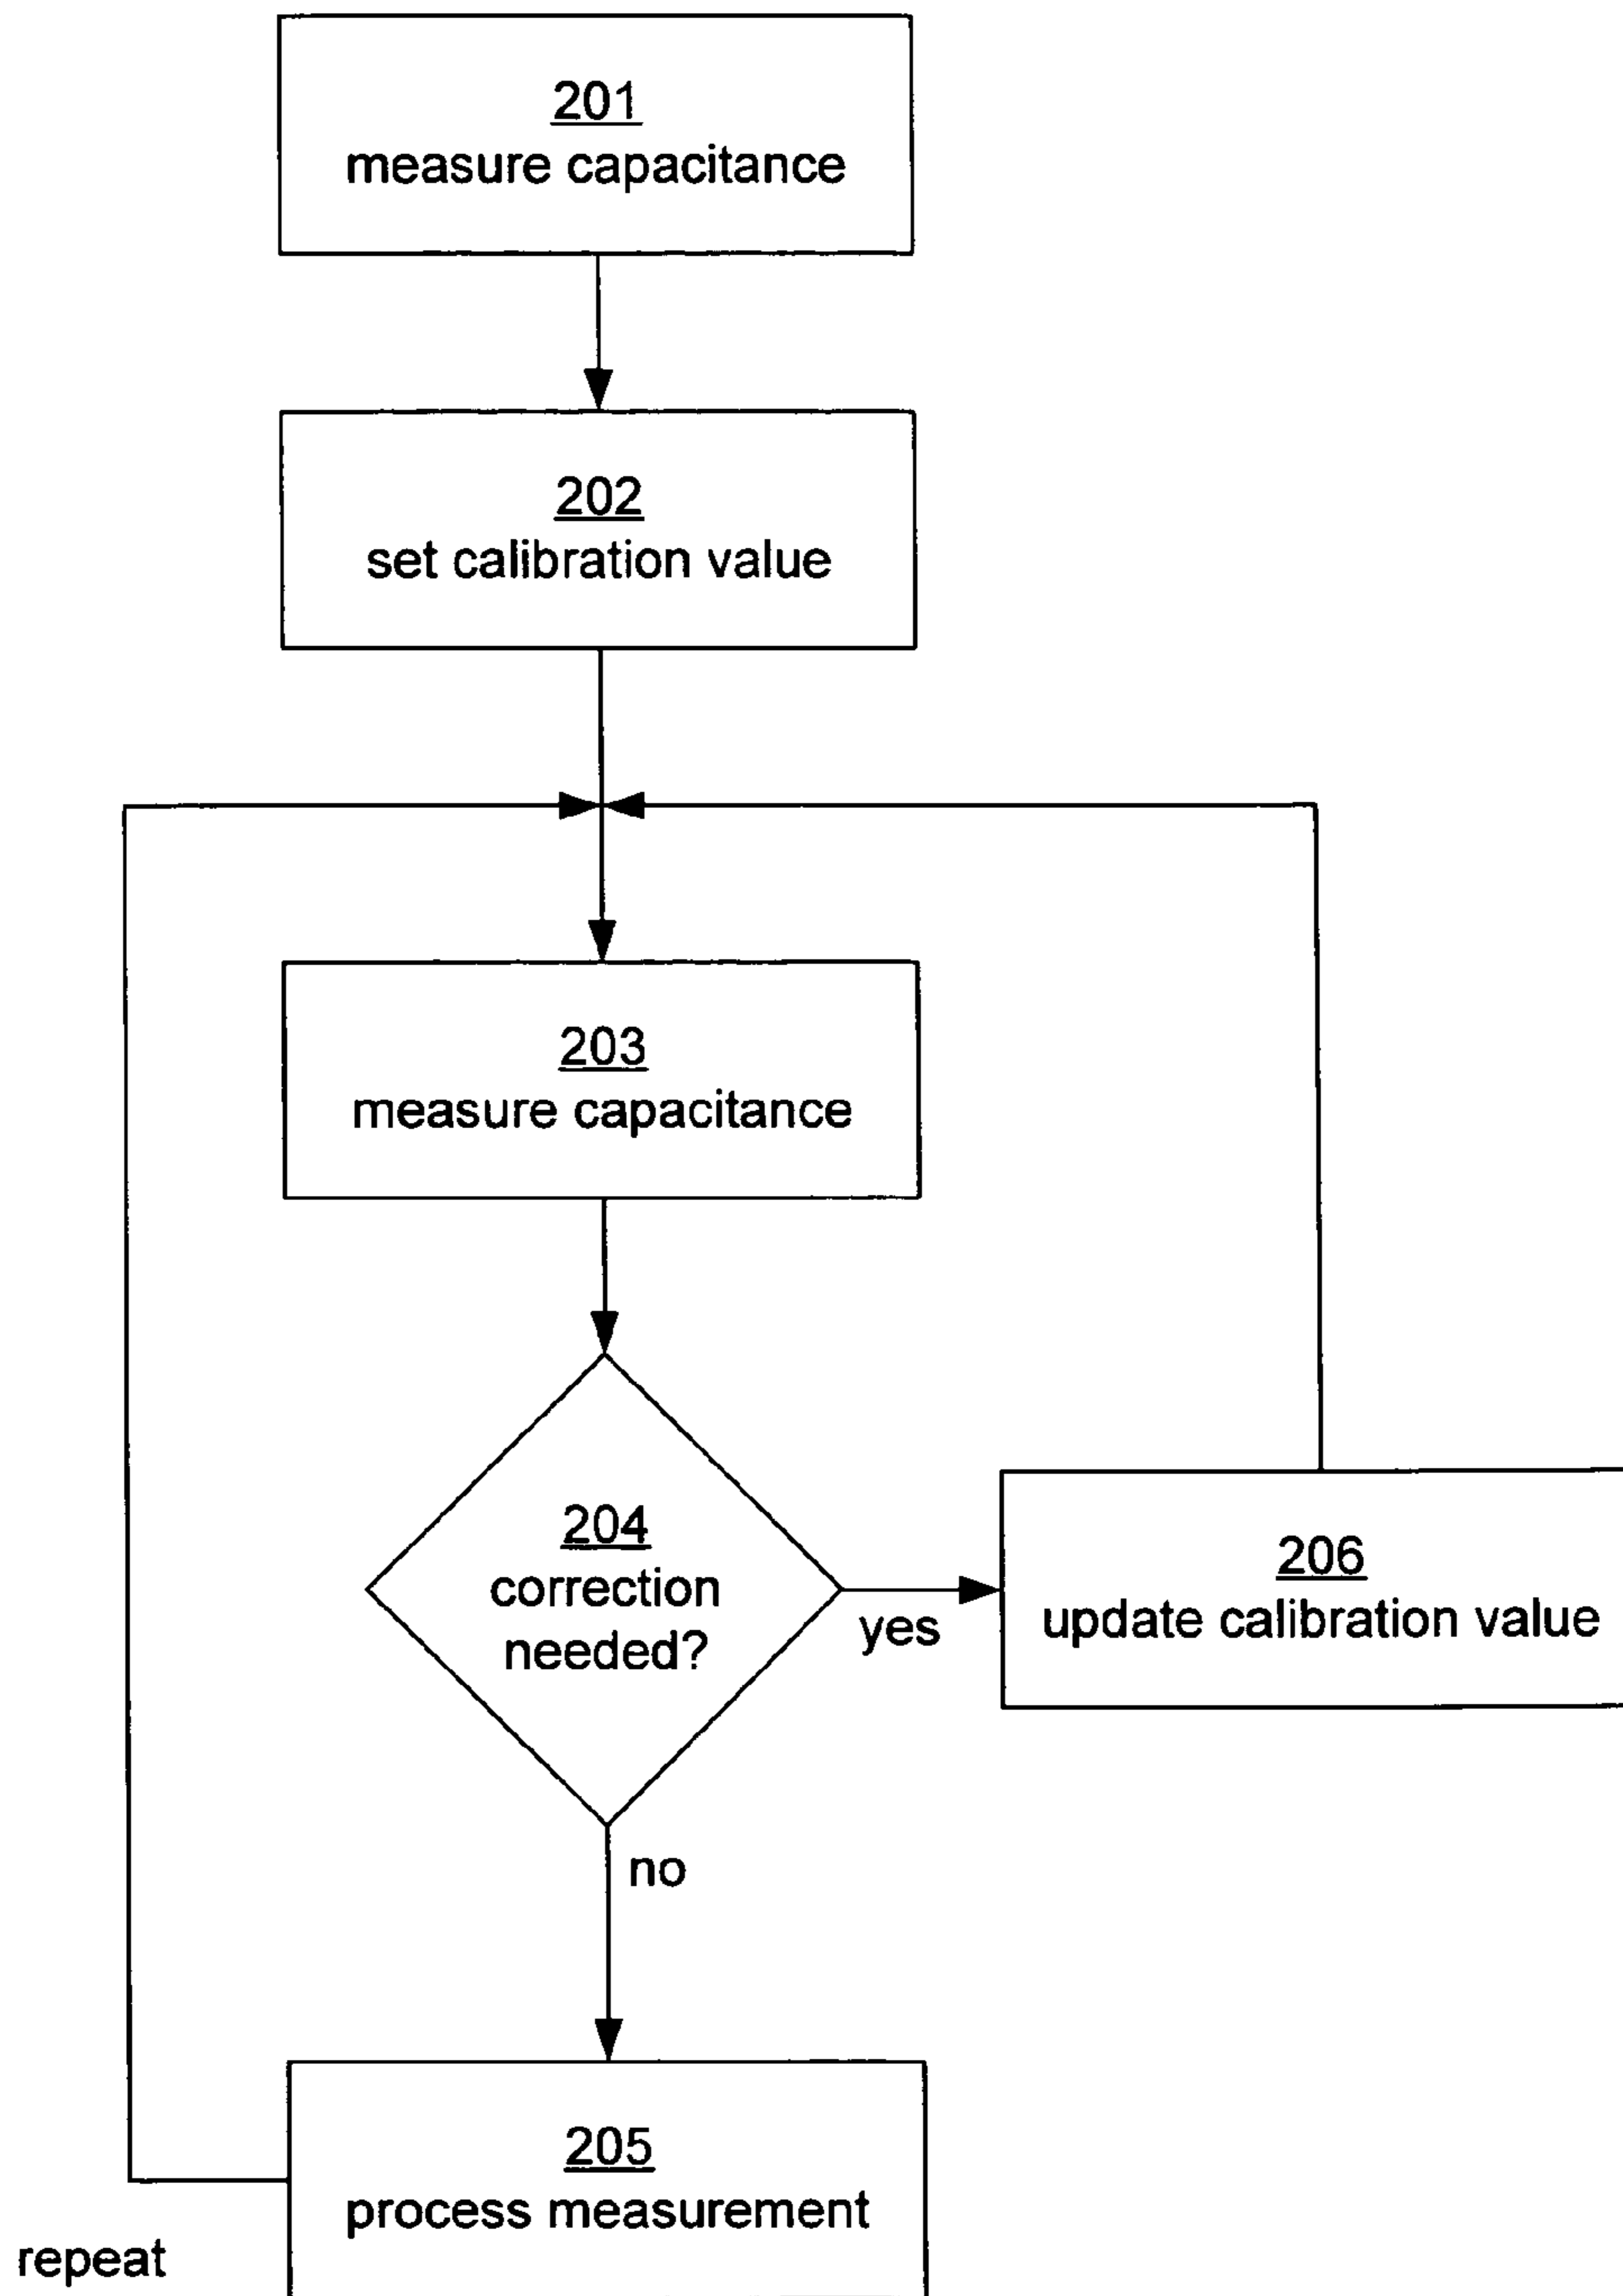 201
measure capacitance
202
set calibration value
203
measure capacitance
204
correction
needed?
yes
206
update calibration value
no
205
process measurement
repeat